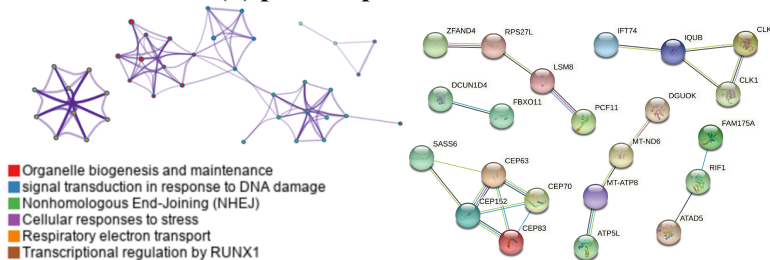 ZFAND4
RPS27L
LSM8
PCF11
DCUN1D4
FBXO11
IFT74
IQUB
CLK
CLK1
DGUOK
MT-ND6
MT-ATP8
ATP5L
FAM175A
RIF1
ATAD5
SASS6
CEP63
CEP70
CEP152
CEP83
Organelle biogenesis and maintenance
signal transduction in response to DNA damage
Nonhomologous End-Joining (NHEJ)
Cellular responses to stress
Respiratory electron transport
Transcriptional regulation by RUNX1